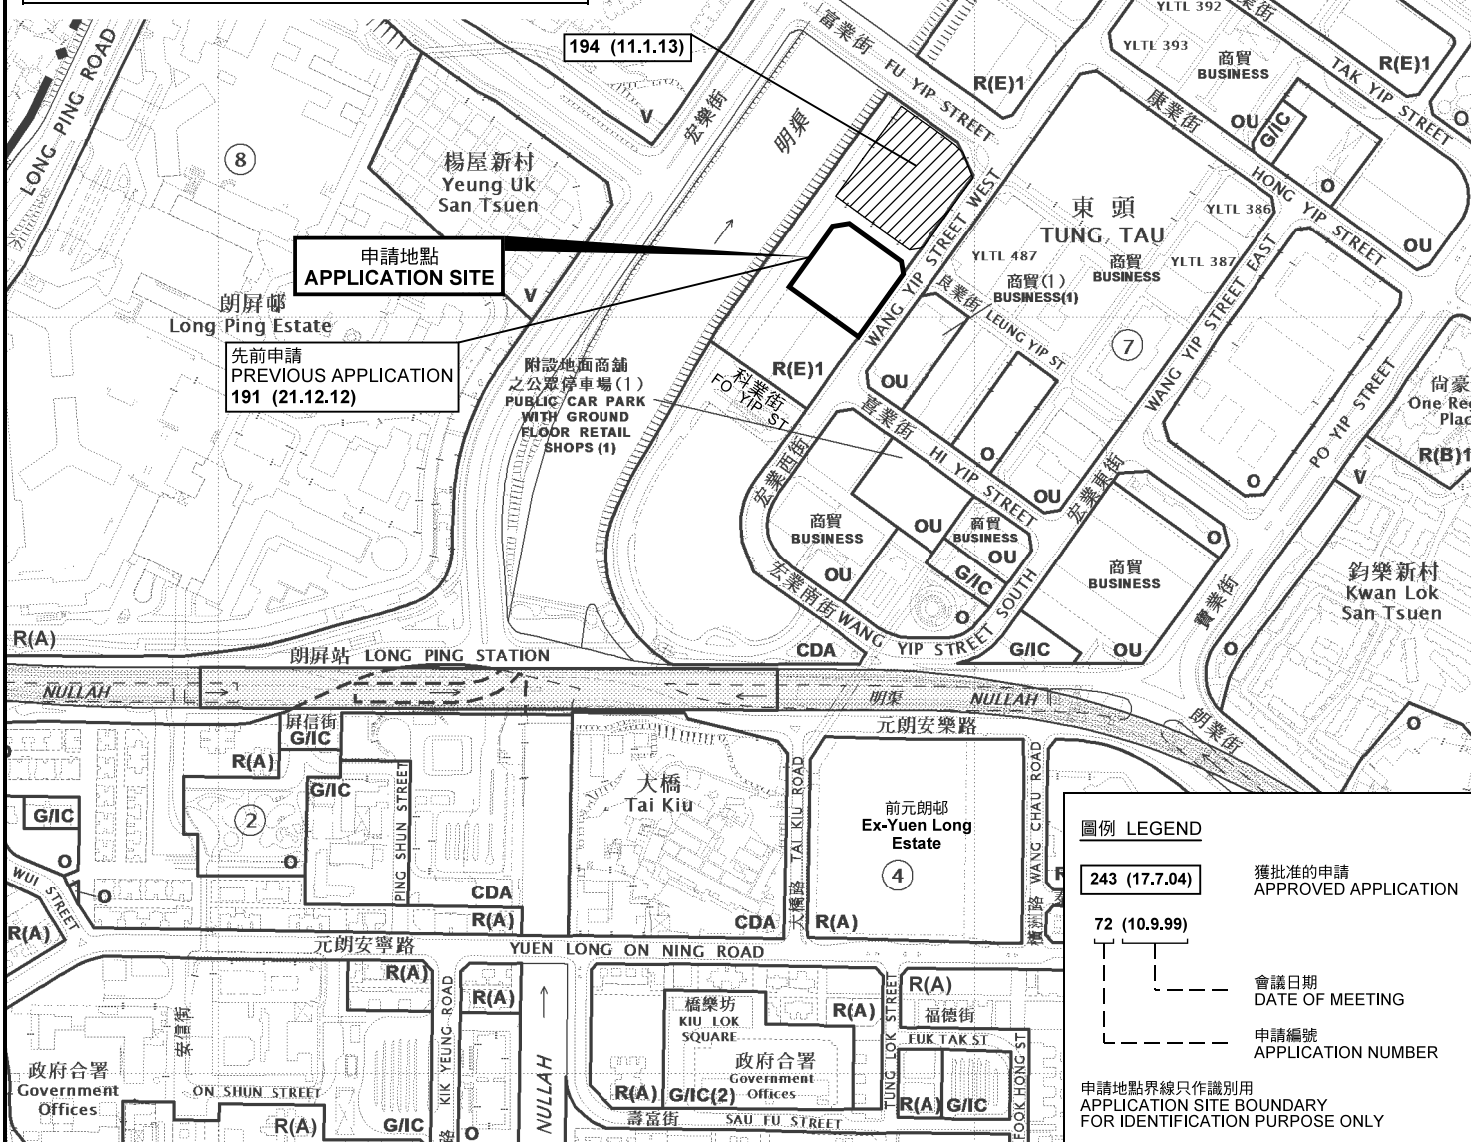 194 (11.1.13)
富業街
FU YIP STREET
YLTL 392
YLTL 393
商貿
BUSINESS
R(E)1
TAK YIP STREET
R(E)1
康業街
OU
G/IC
O
O
HONG YIP STREET
OU
LONG PING ROAD
8
V
宏樂街
明渠
楊屋新村
Yeung Uk
San Tsuen
申請地點
APPLICATION SITE
V
朗屏邨
Long Ping Estate
先前申請
PREVIOUS APPLICATION
191 (21.12.12)
東頭
TUNG TAU
YLTL 386
YLTL 387
YLTL 487
商貿
BUSINESS
商貿(1)
BUSINESS(1)
WANG YIP STREET WEST
良業街
LEUNG YIP ST
7
WANG YIP STREET EAST
附設地面商舖
之公眾停車場(1)
PUBLIC CAR PARK
WITH GROUND
FLOOR RETAIL
SHOPS (1)
R(E)1
科業街
FO YIP ST
OU
喜業街
HI YIP STREET
O
OU
宏業東街
宏業西街
O
PO YIP STREET
尚豪
One Re
Plac
R(B)1
V
商貿
BUSINESS
OU
OU
商貿
BUSINESS
OU
G/IC
O
商貿
BUSINESS
O
鈞樂新村
Kwan Lok
San Tsuen
寶業街
宏業南街
WANG YIP STREET SOUTH
CDA
G/IC
OU
O
R(A)
朗屏站 LONG PING STATION
NULLAH
明渠
NULLAH
朗業街
O
元朗安樂路
屏信街
G/IC
R(A)
G/IC
PING SHUN STREET
2
G/IC
O
O
O
O
WUI STREET
R(A)
CDA
R(A)
大橋
Tai Kiu
CDA
TAI KIU ROAD
大橋路
前元朗邨
Ex-Yuen Long
Estate
4
R(A)
WANG CHAU ROAD
橫洲路
元朗安寧路
YUEN LONG ON NING ROAD
R(A)
R(A)
KIK YEUNG ROAD
路
安信街
政府合署
Government
Offices
ON SHUN STREET
R(A)
G/IC
O
NULLAH
橋樂坊
KIU LOK
SQUARE
政府合署
Government
Offices
R(A)
R(A)
G/IC(2)
壽富街
SAU FU STREET
TUNG LOK STREET
R(A)
福德街
FUK TAK ST
R(A)
G/IC
FOOK HONG ST
圖例 LEGEND
243 (17.7.04)
獲批准的申請
APPROVED APPLICATION
72 (10.9.99)
會議日期
DATE OF MEETING
申請編號
APPLICATION NUMBER
申請地點界線只作識別用
APPLICATION SITE BOUNDARY
FOR IDENTIFICATION PURPOSE ONLY